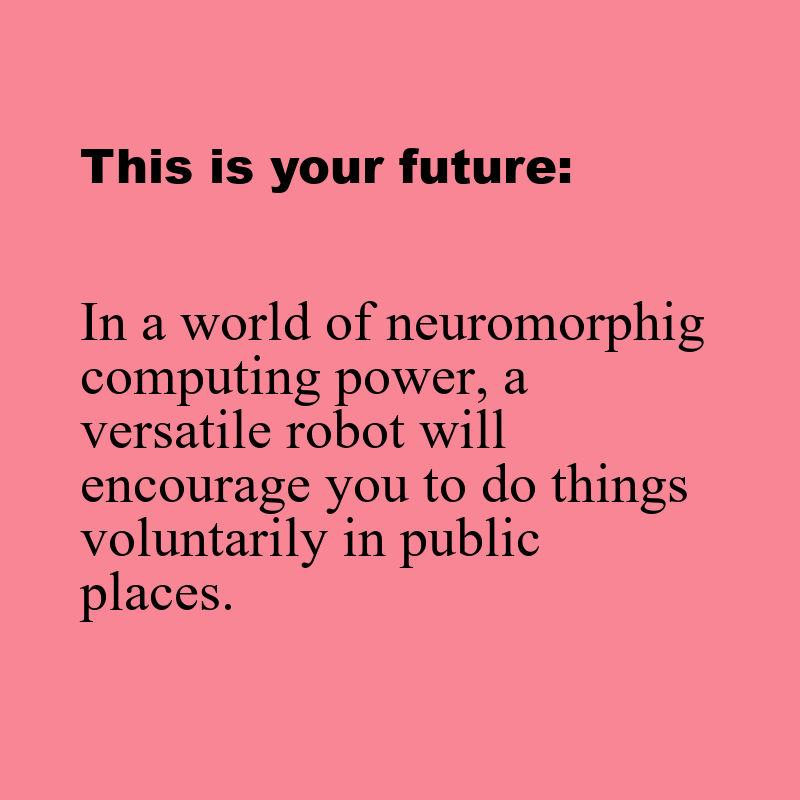 This is your future:
In a world of neuromorphig
computing power, a
versatile robot will
encourage you to do things
voluntarily in public
places.